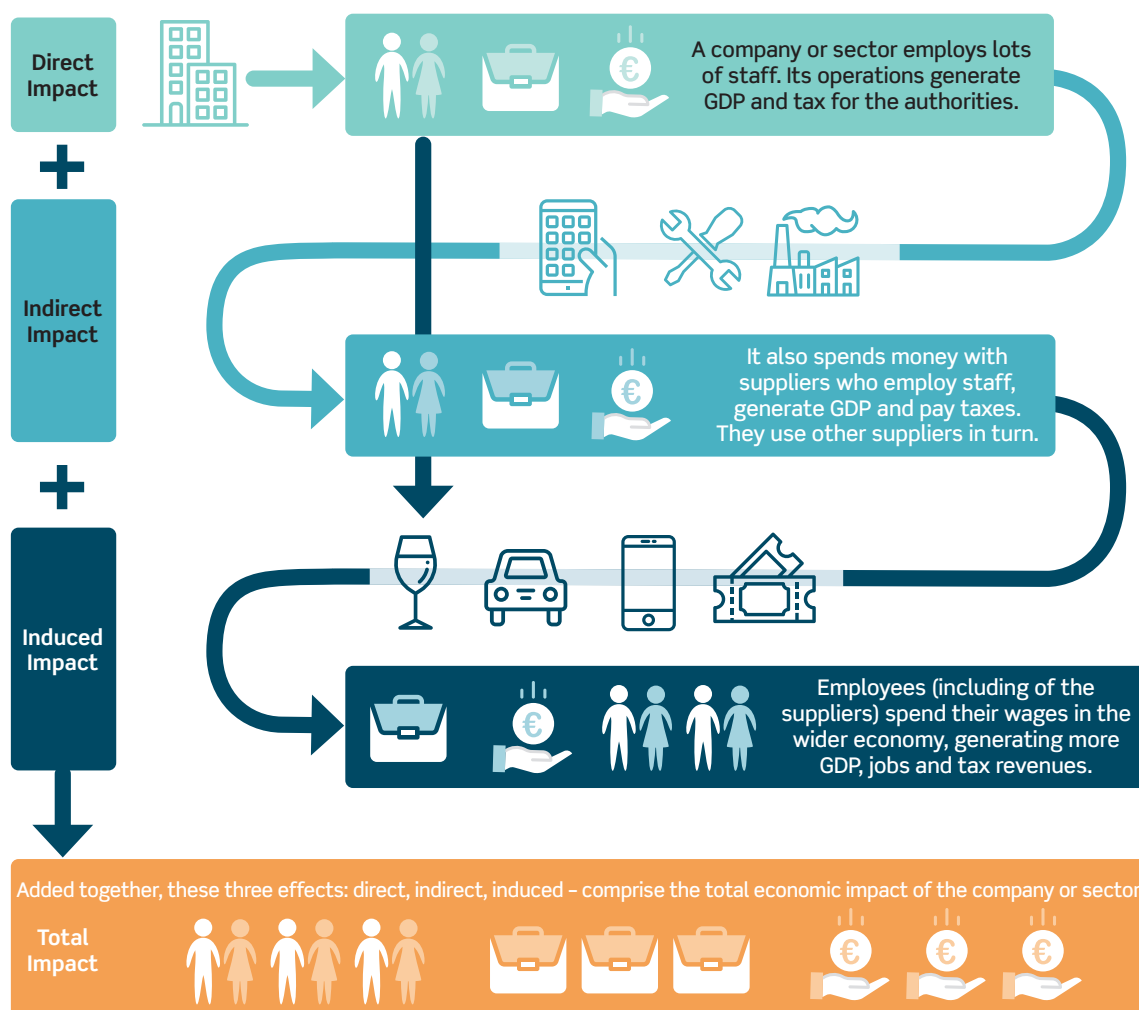 Direct
Impact
A company or sector employs lots
of staff. Its operations generate
GDP and tax for the authorities.
€
+
Indirect
Impact
It also spends money with
suppliers who employ staff,
generate GDP and pay taxes.
They use other suppliers in turn.
€
+
Induced
Impact
Employees (including of the
suppliers) spend their wages in the
wider economy, generating more
GDP, jobs and tax revenues.
€
Added together, these three effects: direct, indirect, induced – comprise the total economic impact of the company or sector
Total
Impact
€ € €